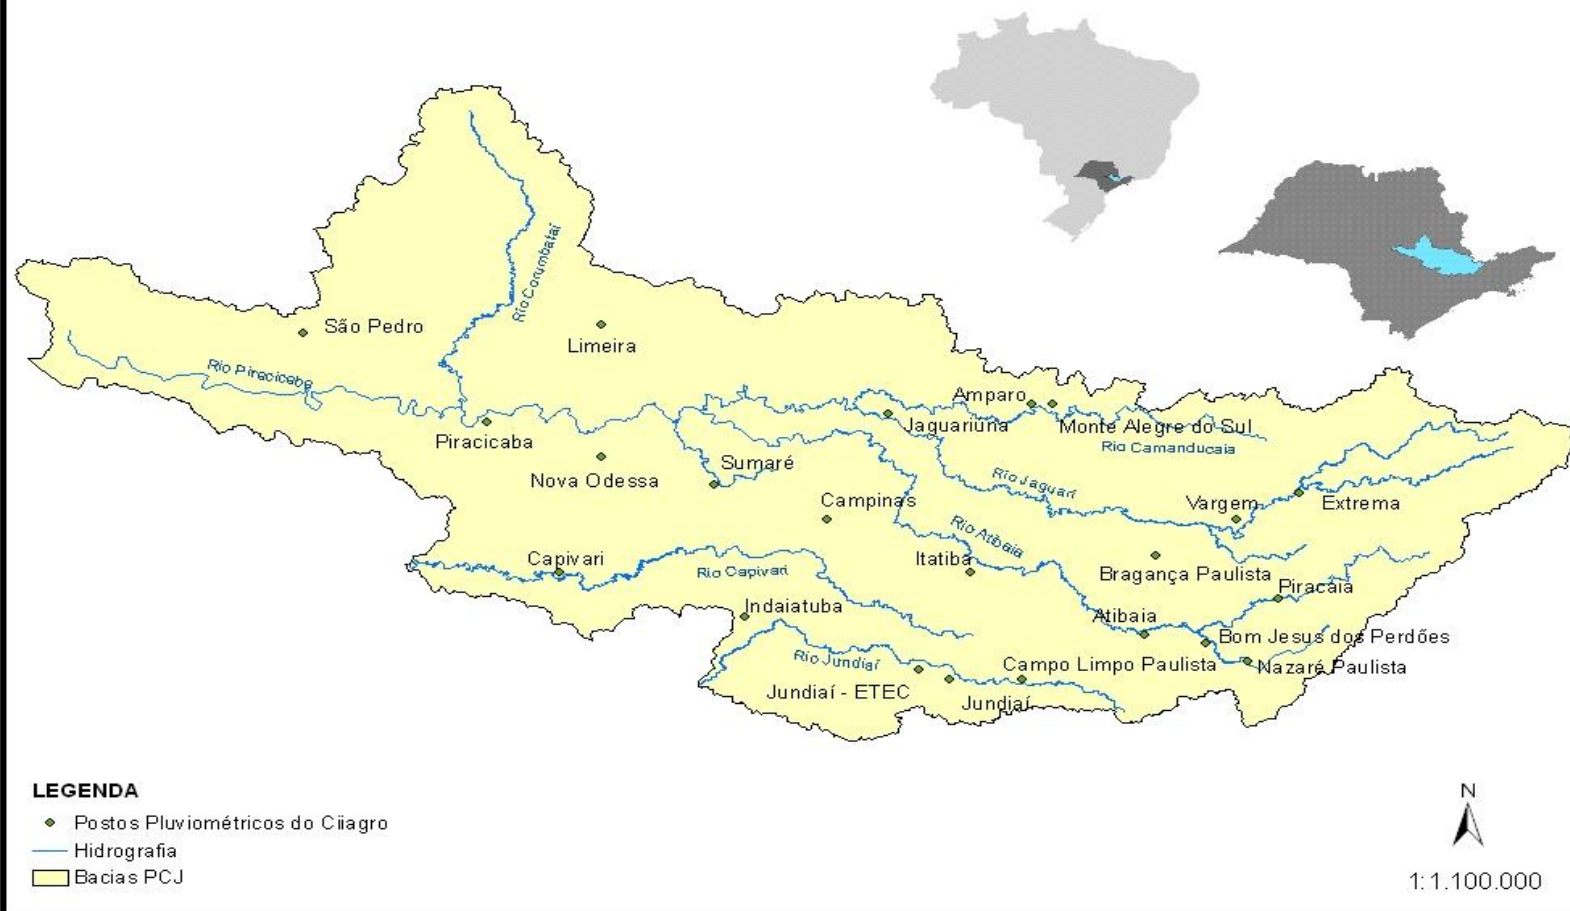 Rio Corumbataí
São Pedro
Limeira
Rio Piracicaba
Amparo
Jaguariúna
Monte Alegre do Sul
Rio Camanducaia
Piracicaba
Sumaré
Nova Odessa
Rio Jaguari
Campinas
Vargem
Extrema
Rio Atibaia
Capivari
Itatiba
Rio Capivari
Bragança Paulista
Piracaia
Indaiatuba
Atibaia
Bom Jesus dos Perdões
Rio Jundiaí
Campo Limpo Paulista
Nazaré Paulista
Jundiaí - ETEC
Jundiaí
LEGENDA
Postos Pluviométricos do Ciiagro
Hidrografia
Bacias PCJ
N
1:1.100.000